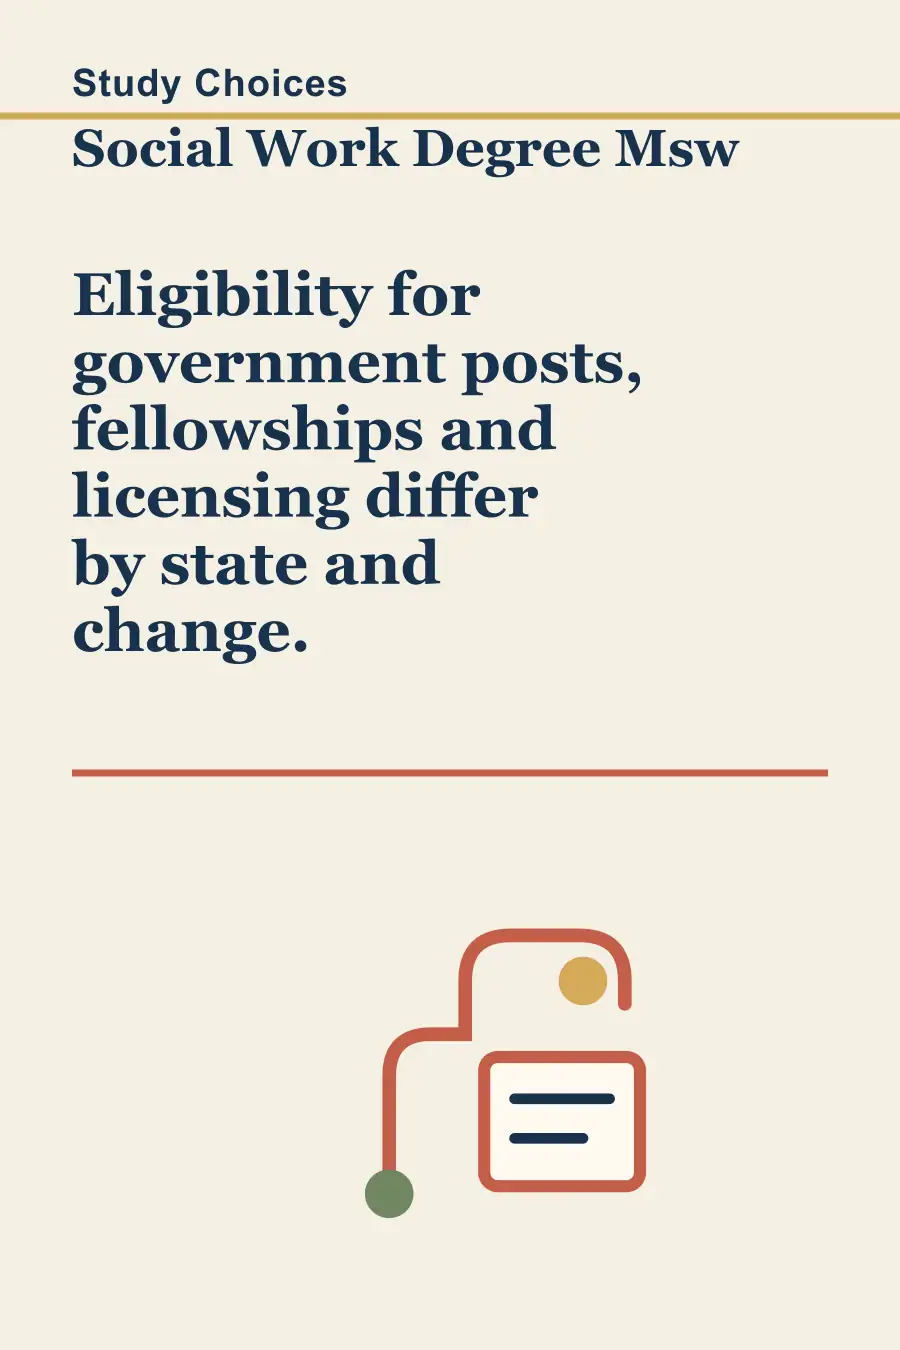 Study Choices
Social Work Degree Msw
Eligibility for
government posts,
fellowships and
licensing differ
by state and
change.